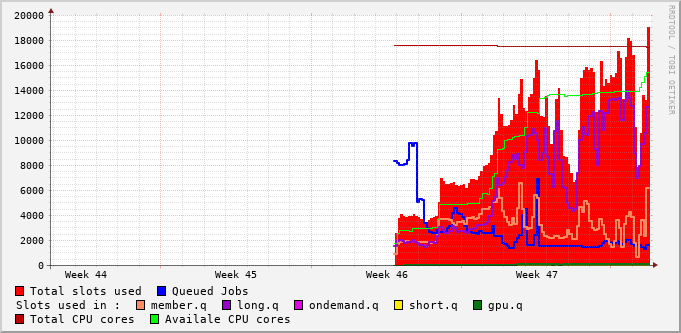 20000
18000
16000
14000
12000
10000
8000
6000
4000
2000
0
Week 44 Week 45 Week 46 Week 47
RRDTOOL / TOBI OETIKER
Total slots used Queued Jobs
Slots used in : member.q long.q ondemand.q short.q gpu.q
Total CPU cores Availale CPU cores